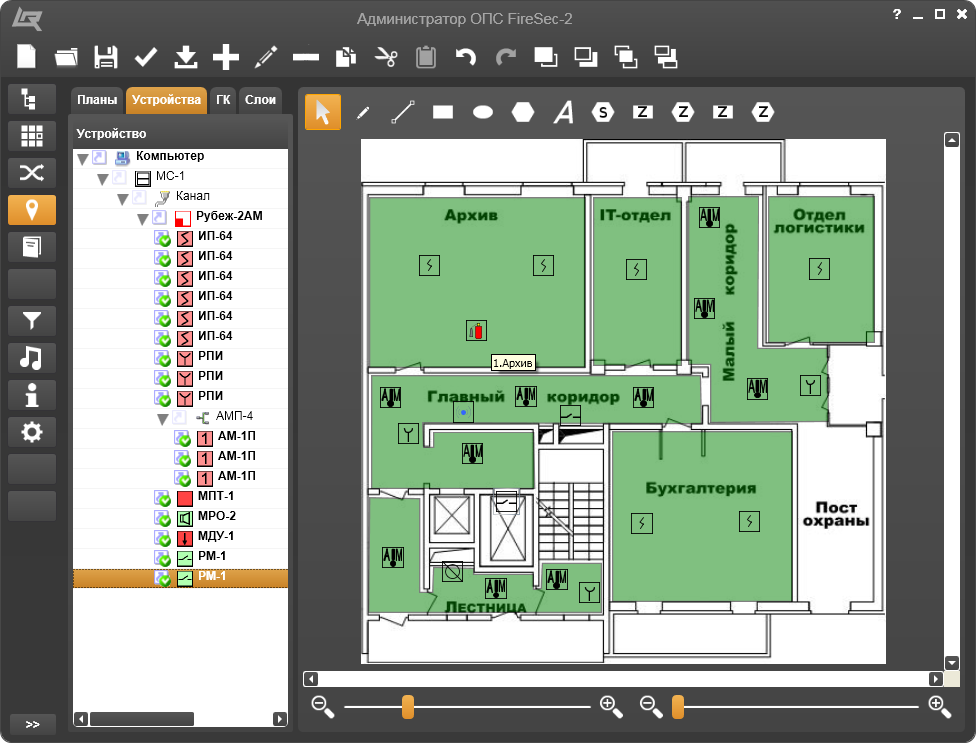 Администратор ОПС FireSec-2
?
A S Z Z Z Z
Планы Устройства ГК Слои
Устройство
Компьютер
МС-1
Канал
Рубеж-2АМ
ИП-64
ИП-64
ИП-64
ИП-64
ИП-64
ИП-64
РПИ
РПИ
РПИ
АМП-4
1 АМ-1П
1 АМ-1П
1 АМ-1П
МПТ-1
МРО-2
МДУ-1
РМ-1
РМ-1
>>
Архив
IT-отдел
Малый коридор
Отдел
логистики
1.Архив
Главный коридор
Бухгалтерия
Пост
охраны
Лестница